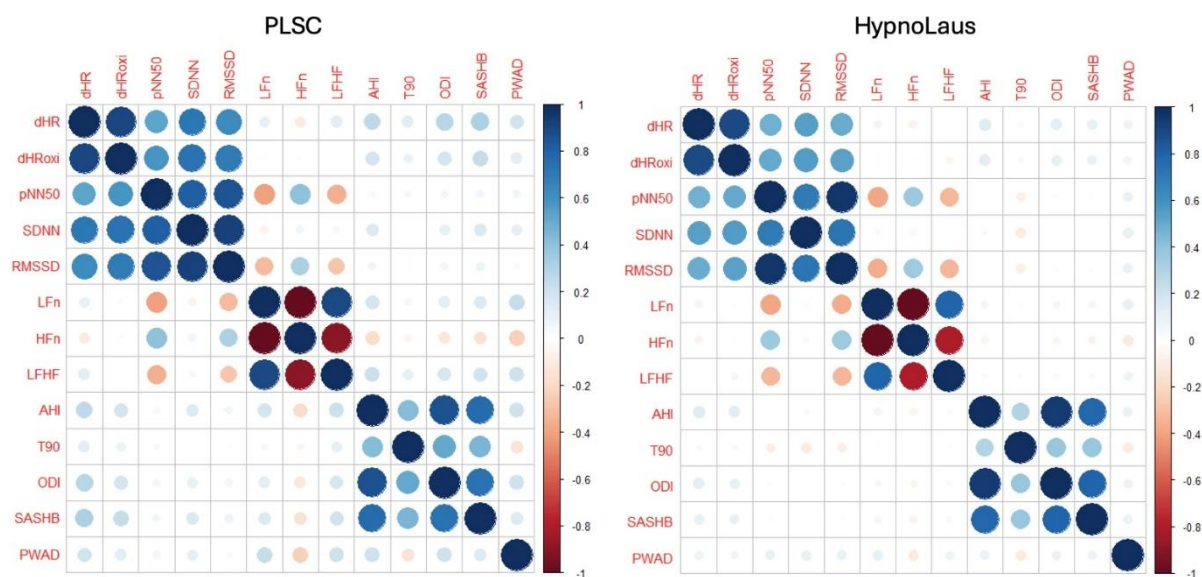 PLSC
HypnoLaus
dHR dHRoxi pNN50 SDNN RMSSD LFn HFn LFHF AHI T90 ODI SASHB PWAD
dHR
dHRoxi
pNN50
SDNN
RMSSD
LFn
HFn
LFHF
AHI
T90
ODI
SASHB
PWAD
1
0.8
0.6
0.4
0.2
0
-0.2
-0.4
-0.6
-0.8
-1
dHR dHRoxi pNN50 SDNN RMSSD LFn HFn LFHF AHI T90 ODI SASHB PWAD
dHR
dHRoxi
pNN50
SDNN
RMSSD
LFn
HFn
LFHF
AHI
T90
ODI
SASHB
PWAD
1
0.8
0.6
0.4
0.2
0
-0.2
-0.4
-0.6
-0.8
-1